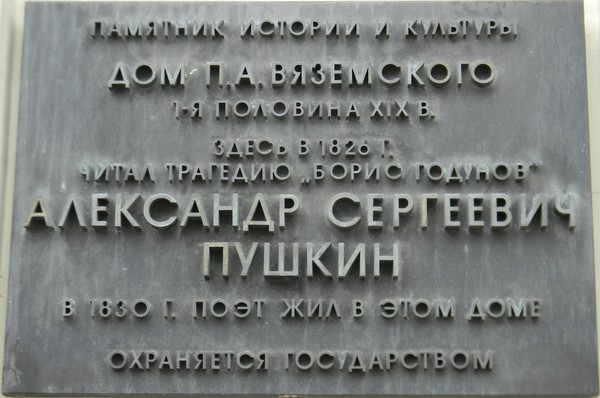 ПАМЯТНИК ИСТОРИИ И КУЛЬТУРЫ
ДОМ П.А. ВЯЗЕМСКОГО
1-Я ПОЛОВИНА XIX В.
ЗДЕСЬ В 1826 Г.
ЧИТАЛ ТРАГЕДИЮ „БОРИС ГОДУНОВ“
АЛЕКСАНДР СЕРГЕЕВИЧ
ПУШКИН
В 1830 Г. ПОЭТ ЖИЛ В ЭТОМ ДОМЕ
ОХРАНЯЕТСЯ ГОСУДАРСТВОМ